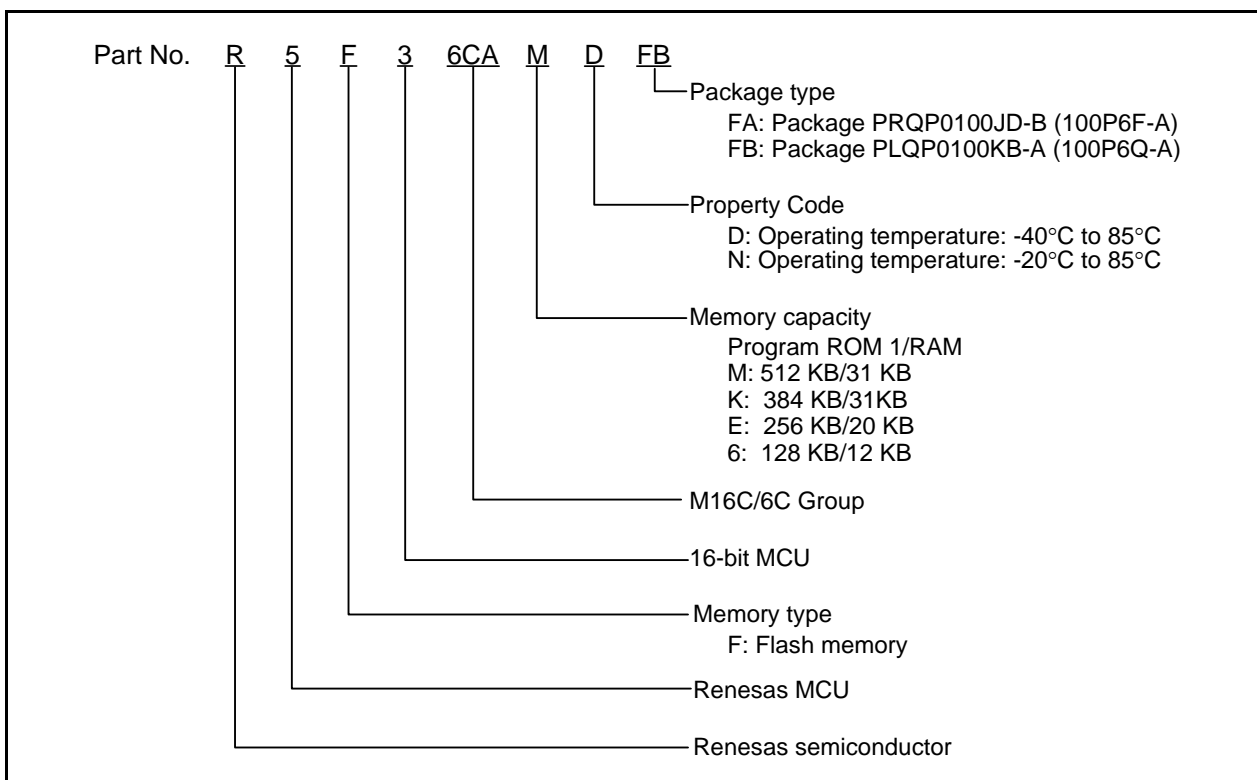 Part No. R 5 F 3 6CA M D FB
Package type
FA: Package PRQP0100JD-B (100P6F-A)
FB: Package PLQP0100KB-A (100P6Q-A)
Property Code
D: Operating temperature: -40°C to 85°C
N: Operating temperature: -20°C to 85°C
Memory capacity
Program ROM 1/RAM
M: 512 KB/31 KB
K: 384 KB/31KB
E: 256 KB/20 KB
6: 128 KB/12 KB
M16C/6C Group
16-bit MCU
Memory type
F: Flash memory
Renesas MCU
Renesas semiconductor